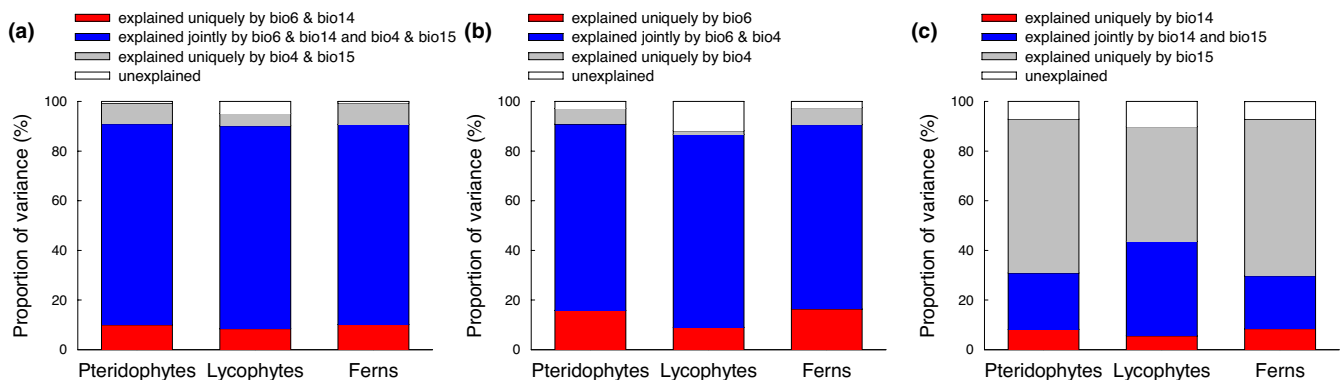 (a)
explained uniquely by bio6 & bio14
explained jointly by bio6 & bio14 and bio4 & bio15
explained uniquely by bio4 & bio15
unexplained
Proportion of variance (%)
100
80
60
40
20
0
Pteridophytes Lycophytes Ferns
(b)
explained uniquely by bio6
explained jointly by bio6 & bio4
explained uniquely by bio4
unexplained
Proportion of variance (%)
100
80
60
40
20
0
Pteridophytes Lycophytes Ferns
(c)
explained uniquely by bio14
explained jointly by bio14 and bio15
explained uniquely by bio15
unexplained
Proportion of variance (%)
100
80
60
40
20
0
Pteridophytes Lycophytes Ferns